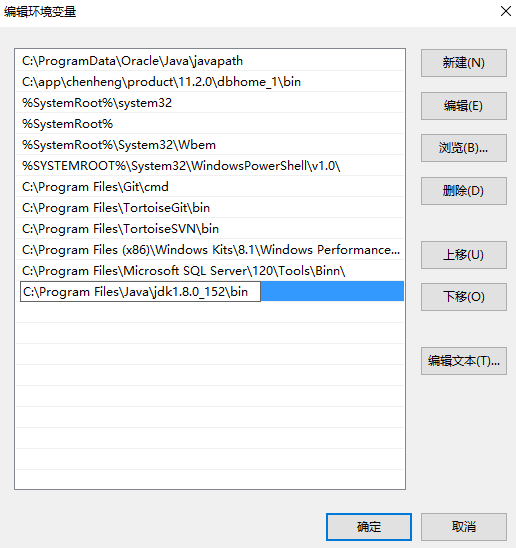 编辑环境变量
C:\ProgramData\Oracle\Java\javapath
C:\app\chenheng\product\11.2.0\dbhome_1\bin
%SystemRoot%\system32
%SystemRoot%
%SystemRoot%\System32\Wbem
%SYSTEMROOT%\System32\WindowsPowerShell\v1.0\
C:\Program Files\Git\cmd
C:\Program Files\TortoiseGit\bin
C:\Program Files\TortoiseSVN\bin
C:\Program Files (x86)\Windows Kits\8.1\Windows Performance...
C:\Program Files\Microsoft SQL Server\120\Tools\Binn\
C:\Program Files\Java\jdk1.8.0_152\bin
新建(N)
编辑(E)
浏览(B)...
删除(D)
上移(U)
下移(O)
编辑文本(T)...
确定
取消